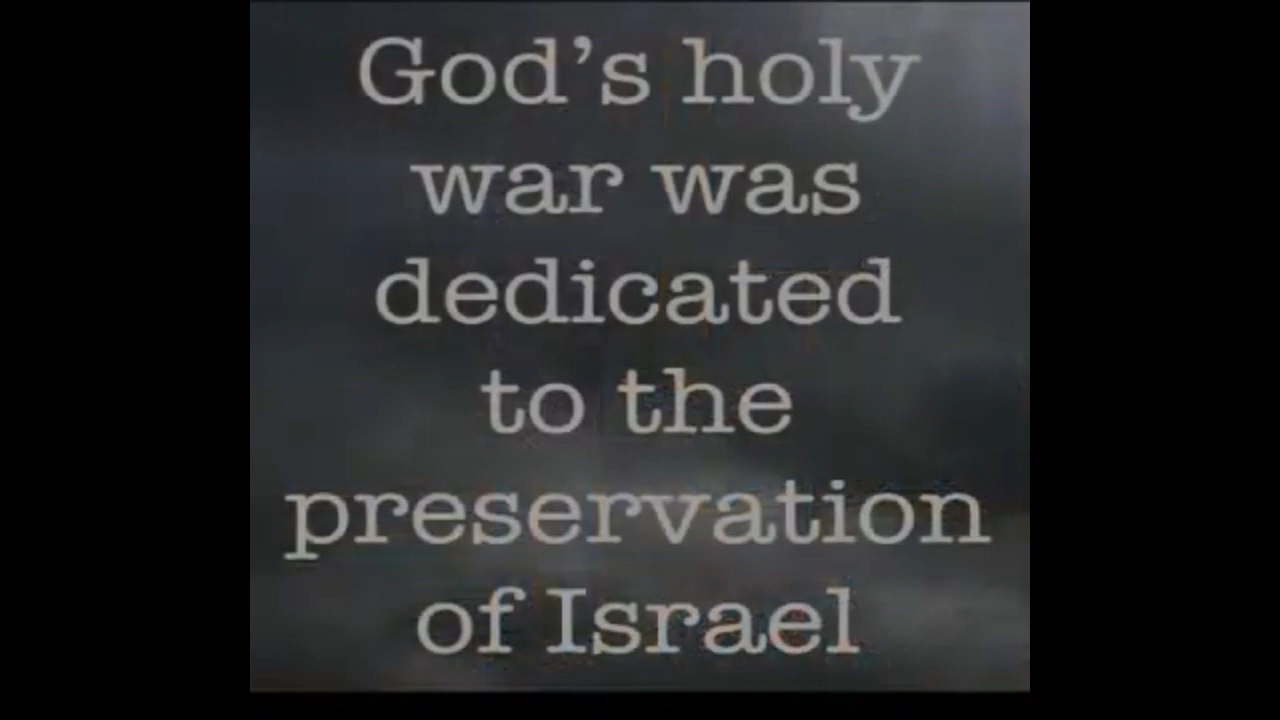 God’s holy
war was
dedicated
to the
preservation
of Israel